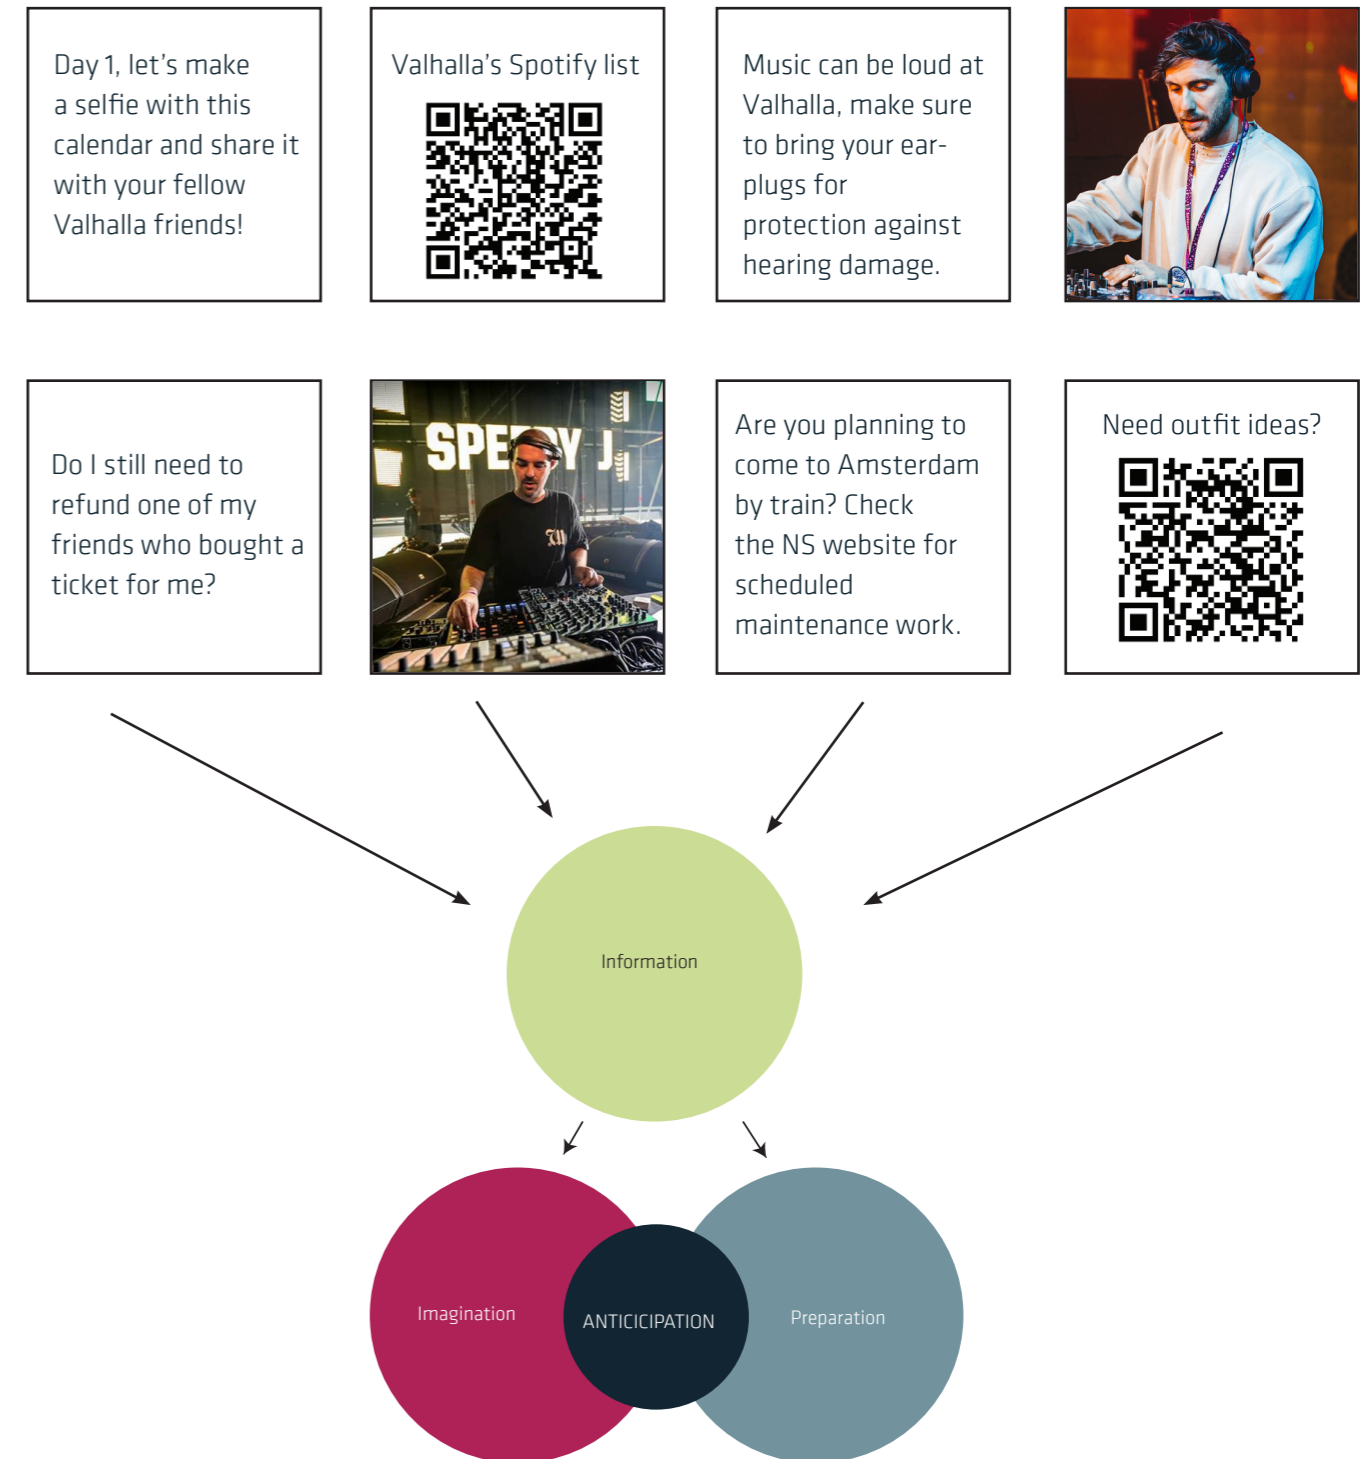 Day 1, let's make
a selfie with this
calendar and share it
with your fellow
Valhalla friends!
Valhalla's Spotify list
Music can be loud at
Valhalla, make sure
to bring your ear-
plugs for
protection against
hearing damage.
Do I still need to
refund one of my
friends who bought a
ticket for me?
SPE Y J
Are you planning to
come to Amsterdam
by train? Check
the NS website for
scheduled
maintenance work.
Need outfit ideas?
Information
Imagination
ANTICICIPATION
Preparation